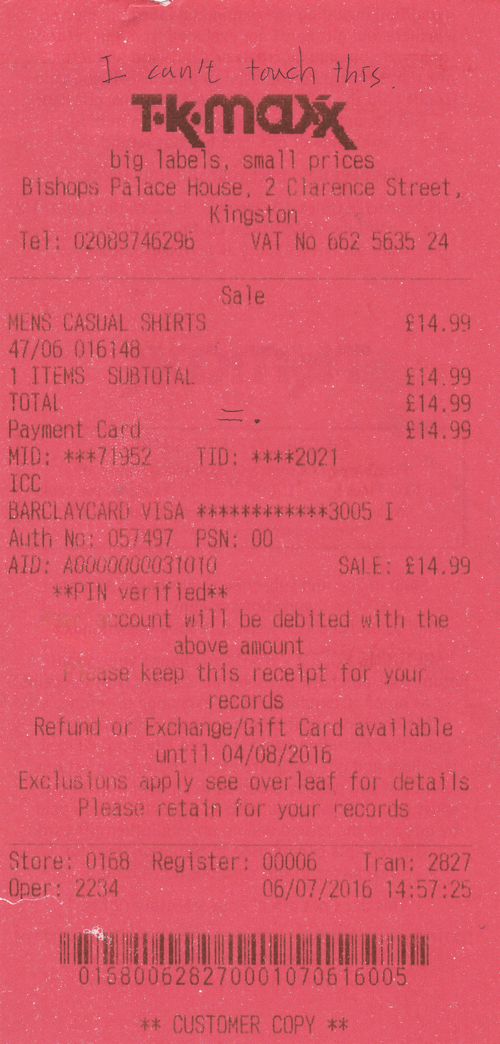 I can't touch this.
T·K·maxx
big labels, small prices
Bishops Palace House, 2 Clarence Street,
Kingston
Tel: 02089746296 VAT No 662 5635 24
Sale
MENS CASUAL SHIRTS £14.99
47/06 016148
1 ITEMS SUBTOTAL £14.99
TOTAL £14.99
Payment Card £14.99
MID: ***71952 TID: ****2021
ICC
BARCLAYCARD VISA ************3005 I
Auth No: 057497 PSN: 00
AID: A0000000031010 SALE: £14.99
**PIN verified**
account will be debited with the
above amount
Please keep this receipt for your
records
Refund or Exchange/Gift Card available
until 04/08/2016
Exclusions apply see overleaf for details
Please retain for your records
Store: 0168 Register: 00006 Tran: 2827
Oper: 2234 06/07/2016 14:57:25
016800628270001070616005
** CUSTOMER COPY **